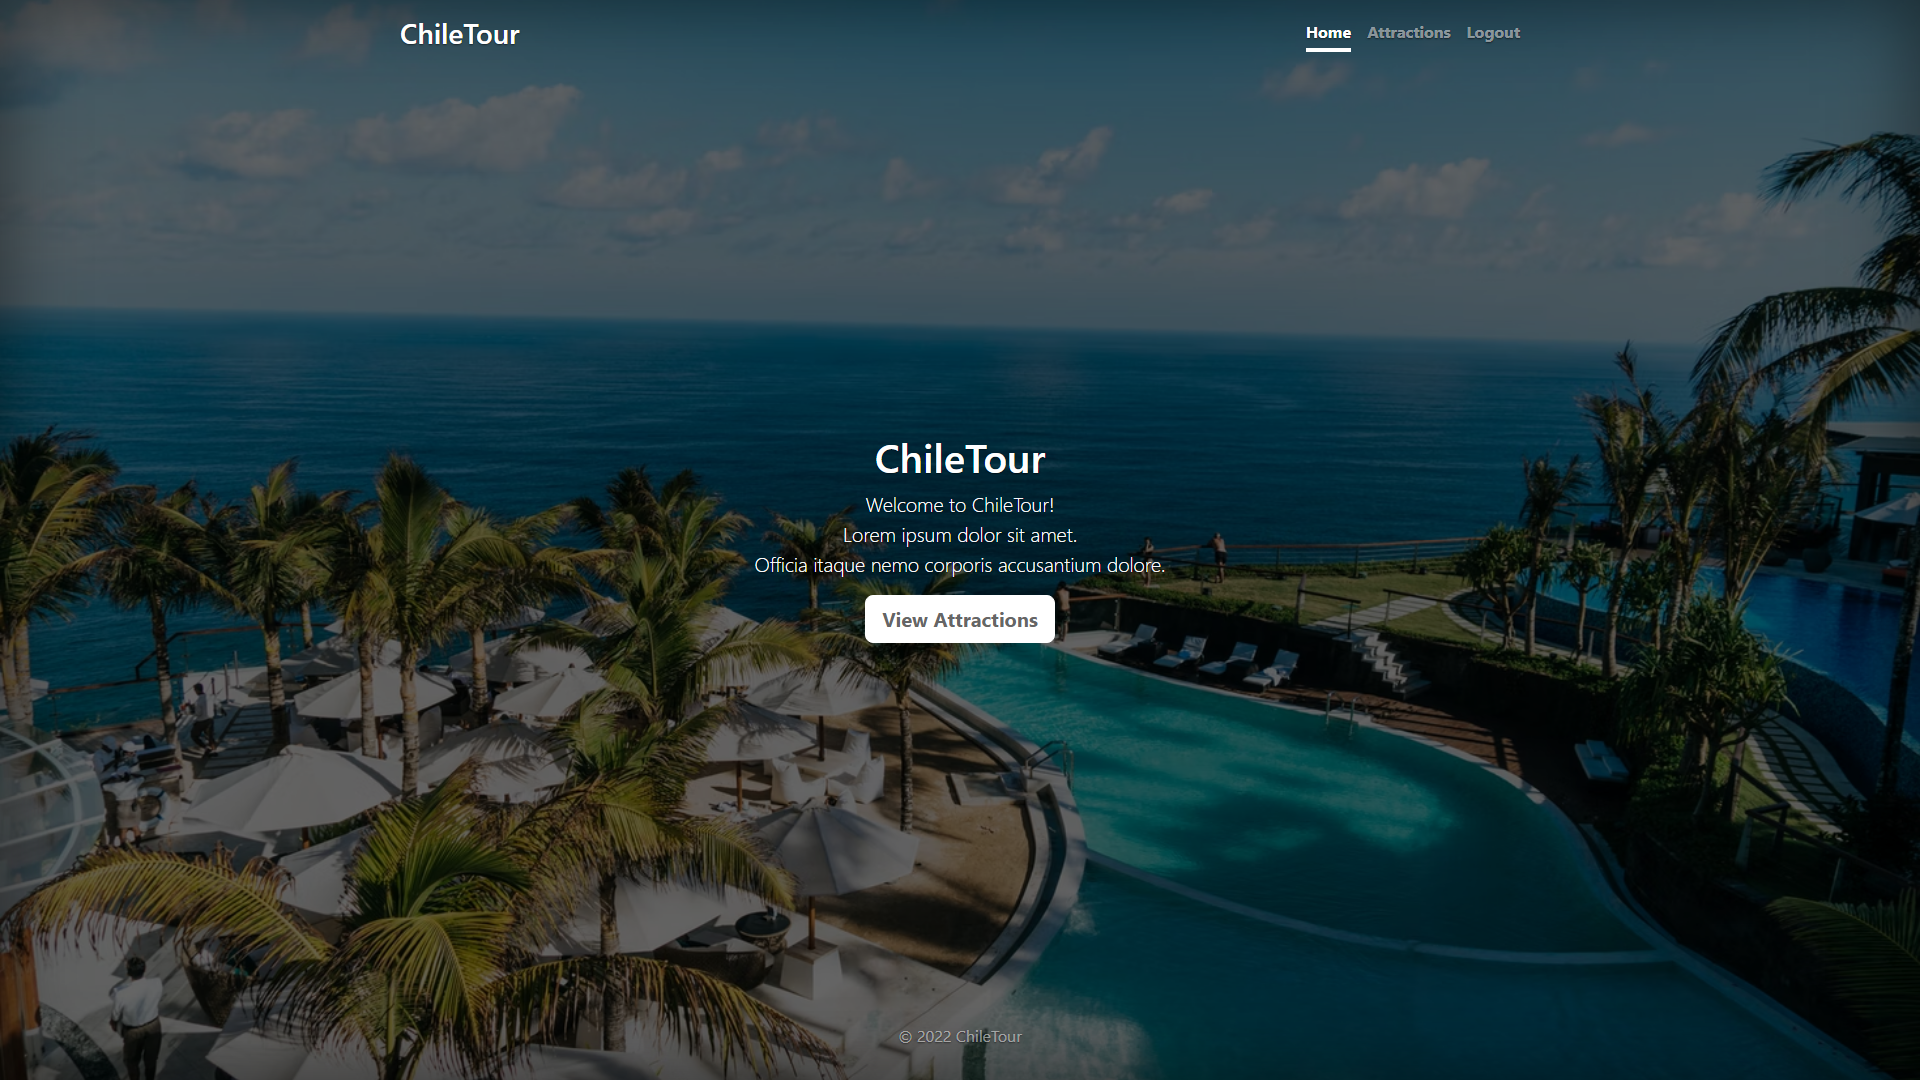 ChileTour
Home Attractions Logout
ChileTour
Welcome to ChileTour!
Lorem ipsum dolor sit amet.
Officia itaque nemo corporis accusantium dolore.
View Attractions
© 2022 ChileTour